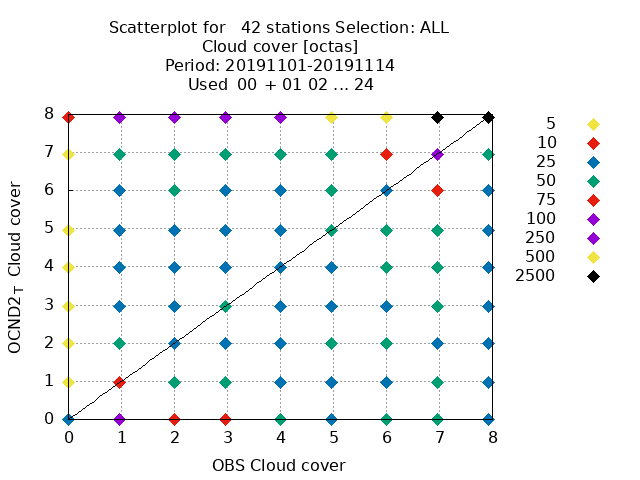 Scatterplot for   42 stations Selection: ALL
Cloud cover [octas]
Period: 20191101-20191114
Used  00 + 01 02 ... 24
8
7
6
5
4
3
2
1
0
OCND2T Cloud cover
0 1 2 3 4 5 6 7 8
OBS Cloud cover
5
10
25
50
75
100
250
500
2500